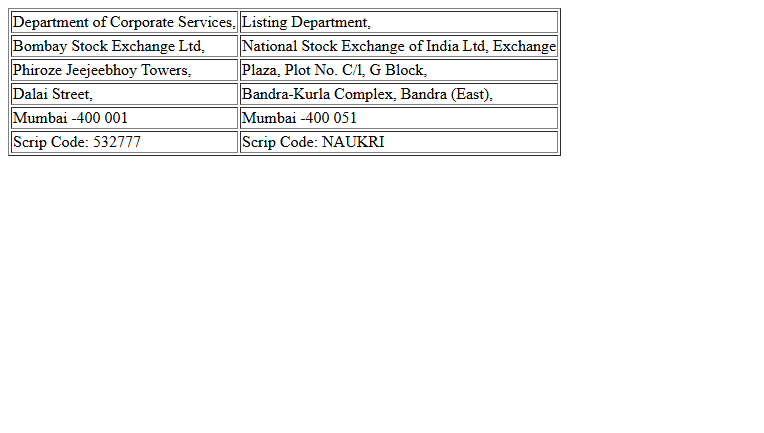 Department of Corporate Services, Listing Department,
Bombay Stock Exchange Ltd, National Stock Exchange of India Ltd, Exchange
Phiroze Jeejeebhoy Towers, Plaza, Plot No. C/l, G Block,
Dalai Street, Bandra-Kurla Complex, Bandra (East),
Mumbai -400 001 Mumbai -400 051
Scrip Code: 532777 Scrip Code: NAUKRI